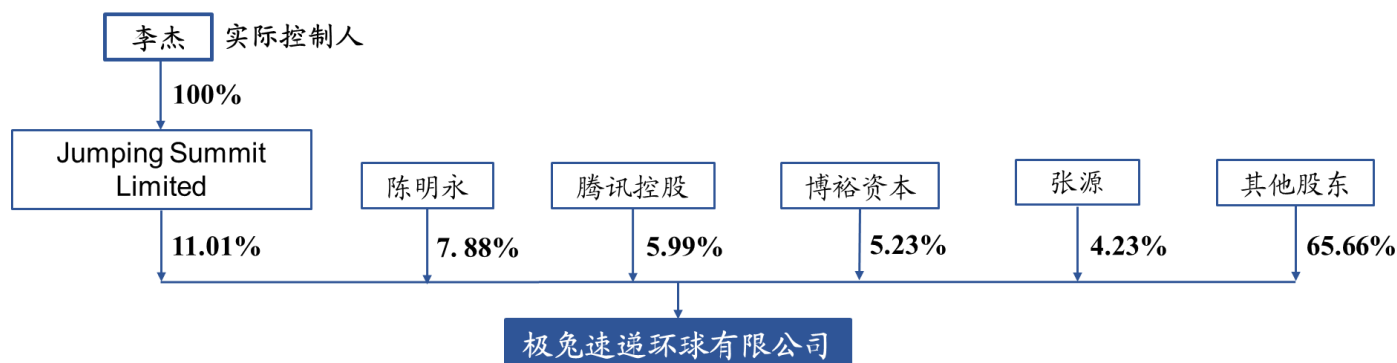 李杰 实际控制人
100%
Jumping Summit
Limited
陈明永
腾讯控股
博裕资本
张源
其他股东
11.01%
7. 88%
5.99%
5.23%
4.23%
65.66%
极兔速递环球有限公司